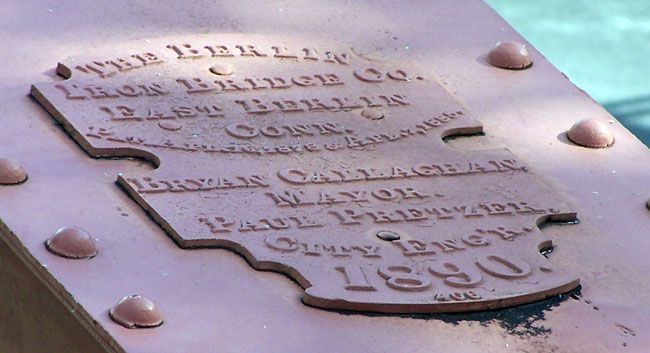 The Berlin
Iron Bridge Co.
East Berlin
Conn.
Bryan Callaghan,
Mayor
Paul Pretzer,
City Eng'r.
1890.